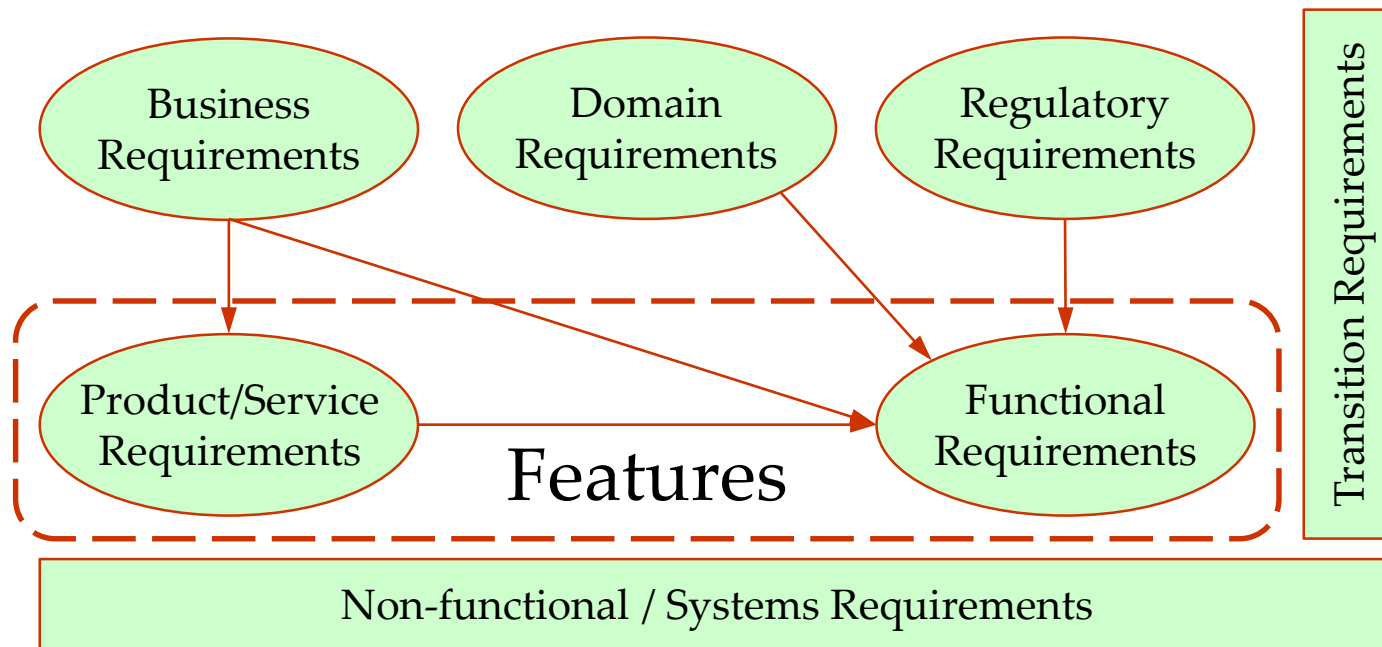 Business
Requirements
Domain
Requirements
Regulatory
Requirements
Transition Requirements
Product/Service
Requirements
Features
Functional
Requirements
Non-functional / Systems Requirements